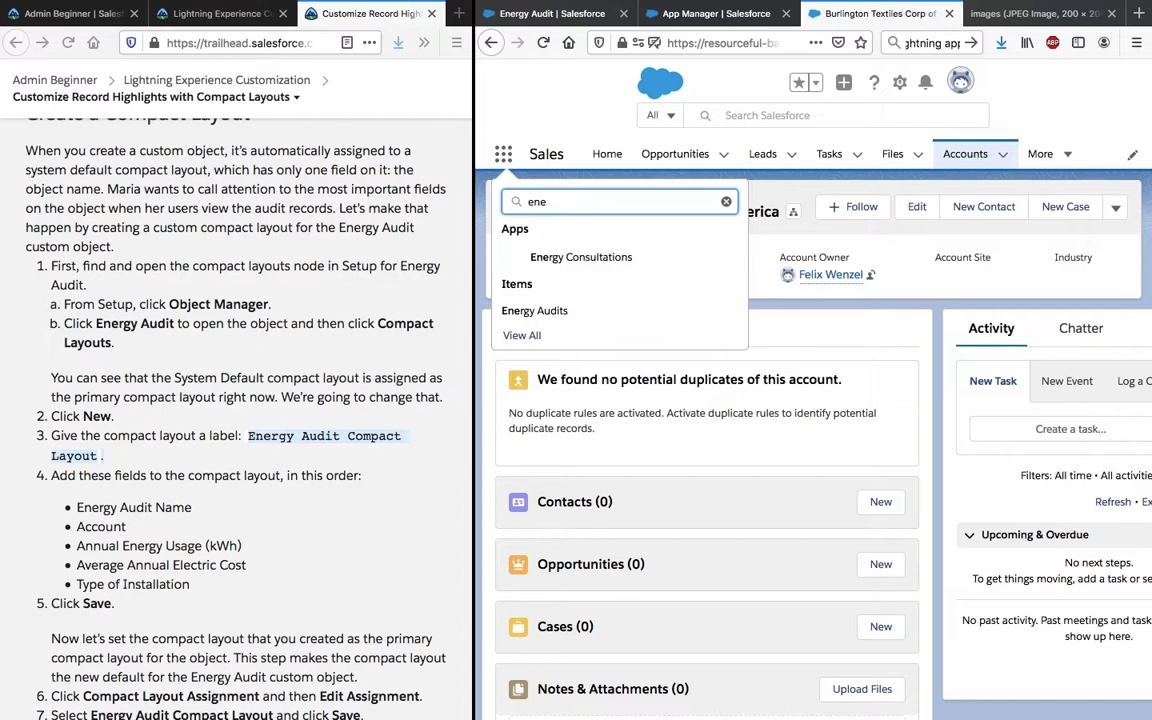 Admin Beginner | Sales
Lightning Experience Cu
Customize Record High
https://trailhead.salesforce.c
Admin Beginner
Lightning Experience Customization
Customize Record Highlights with Compact Layouts
Create a Compact Layout
When you create a custom object, it's automatically assigned to a
system default compact layout, which has only one field on it: the
object name. Maria wants to call attention to the most important fields
on the object when her users view the audit records. Let's make that
happen by creating a custom compact layout for the Energy Audit
custom object.
1. First, find and open the compact layouts node in Setup for Energy
Audit.
a. From Setup, click Object Manager.
b. Click Energy Audit to open the object and then click Compact
Layouts.
You can see that the System Default compact layout is assigned as
the primary compact layout right now. We're going to change that.
2. Click New.
3. Give the compact layout a label: Energy Audit Compact
Layout.
4. Add these fields to the compact layout, in this order:
• Energy Audit Name
• Account
• Annual Energy Usage (kWh)
• Average Annual Electric Cost
• Type of Installation
5. Click Save.
Now let's set the compact layout that you created as the primary
compact layout for the object. This step makes the compact layout
the new default for the Energy Audit custom object.
6. Click Compact Layout Assignment and then Edit Assignment.
7. Select Energy Audit Compact Layout and click Save.
Energy Audit | Salesforce
App Manager | Salesforce
Burlington Textiles Corp of
images (JPEG Image, 200 × 20
https://resourceful-ba
ghtning app
ABP
All
Search Salesforce
Sales
Home
Opportunities
Leads
Tasks
Files
Accounts
More
ene
Apps
Energy Consultations
Items
Energy Audits
View All
erica
+ Follow
Edit
New Contact
New Case
Account Owner
Felix Wenzel
Account Site
Industry
We found no potential duplicates of this account.
No duplicate rules are activated. Activate duplicate rules to identify potential
duplicate records.
Contacts (0)
New
Opportunities (0)
New
Cases (0)
New
Notes & Attachments (0)
Upload Files
Activity
Chatter
New Task
New Event
Log a C
Create a task...
Filters: All time • All activitie
Refresh • Ex
Upcoming & Overdue
No next steps.
To get things moving, add a task or se
No past activity. Past meetings and task
show up here.